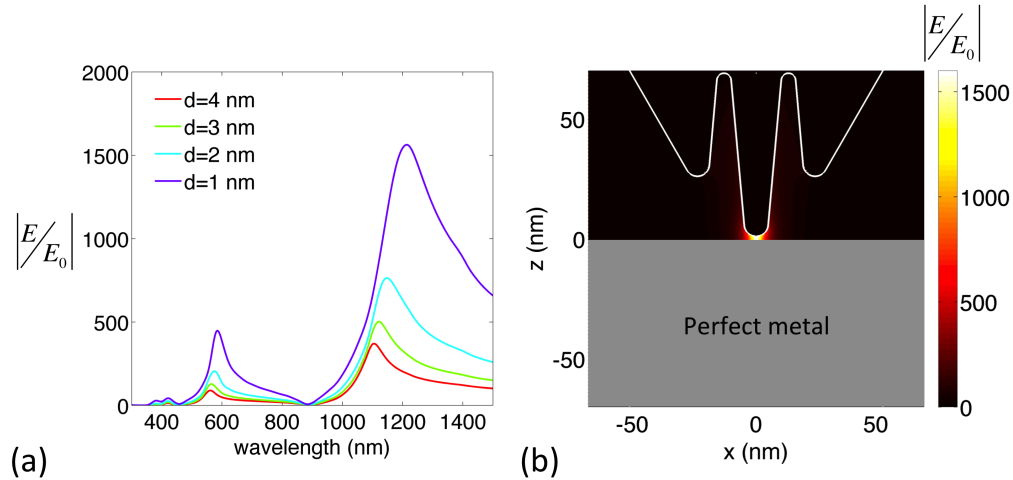 2000
1500
1000
500
0
|E/E₀|
d=4 nm
d=3 nm
d=2 nm
d=1 nm
400 600 800 1000 1200 1400
wavelength (nm)
(a)
|E/E₀|
50
0
-50
z (nm)
Perfect metal
-50 0 50
x (nm)
1500
1000
500
0
(b)